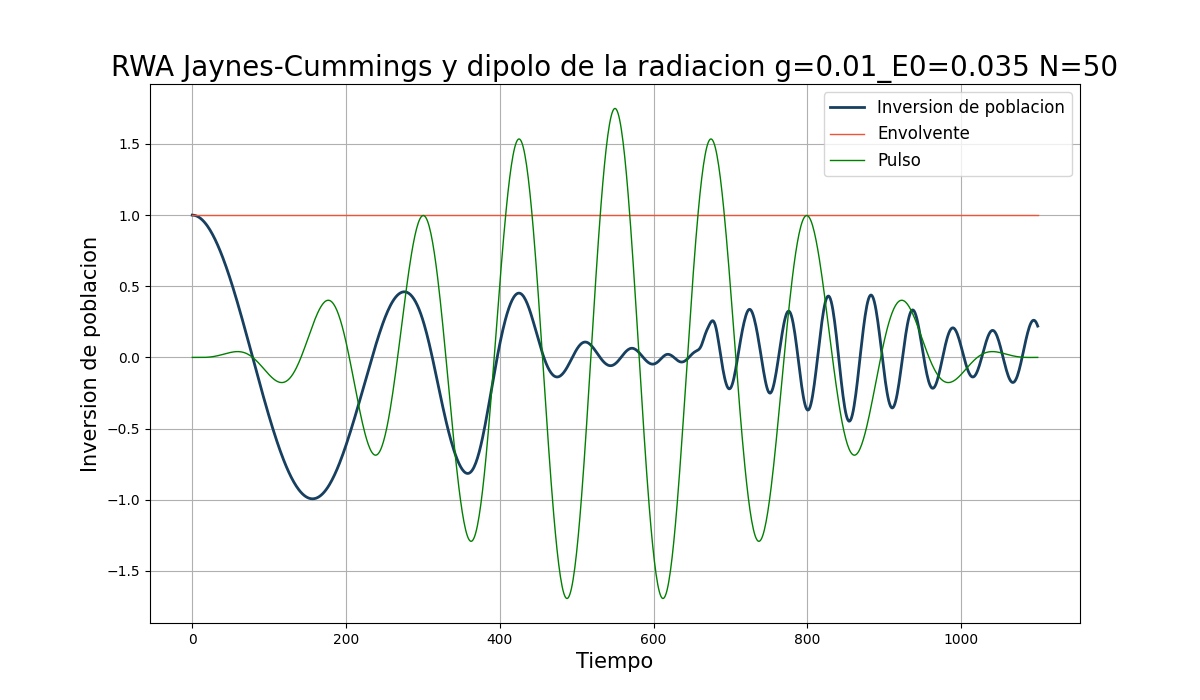 RWA Jaynes-Cummings y dipolo de la radiacion g=0.01_E0=0.035 N=50
Inversion de poblacion
Envolvente
Pulso
Inversion de poblacion
1.5
1.0
0.5
0.0
−0.5
−1.0
−1.5
0 200 400 600 800 1000
Tiempo